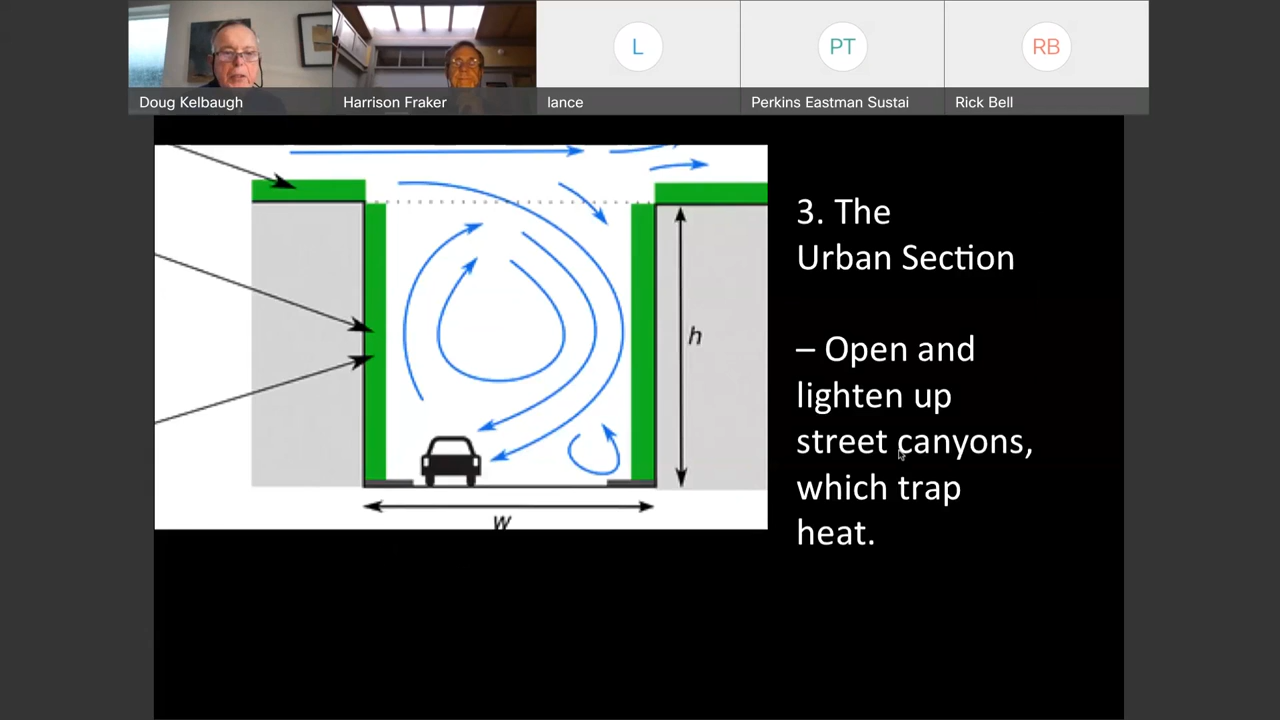 L
PT
RB
Doug Kelbaugh
Harrison Fraker
lance
Perkins Eastman Sustai
Rick Bell
3. The
Urban Section
h
– Open and
lighten up
street canyons,
which trap
heat.
w